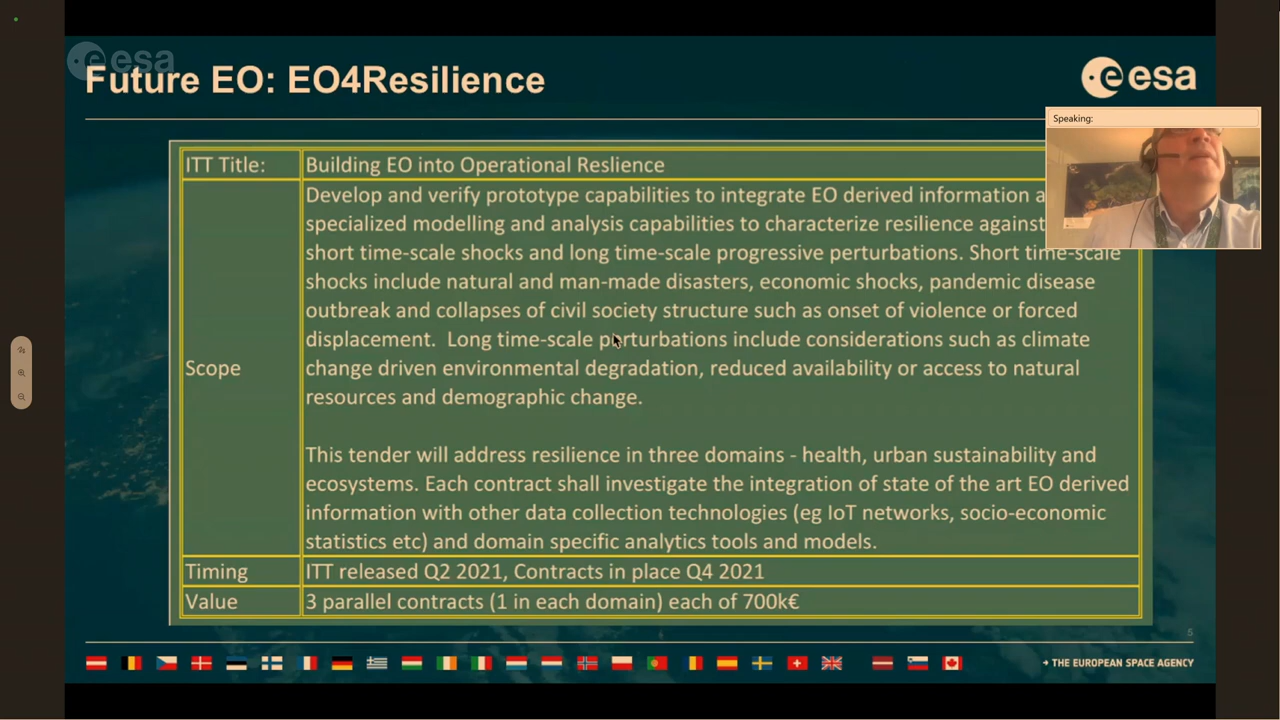 esa
Future EO: EO4Resilience
esa
Speaking:
ITT Title:
Building EO into Operational Reslience
Scope
Develop and verify prototype capabilities to integrate EO derived information
specialized modelling and analysis capabilities to characterize resilience against
short time-scale shocks and long time-scale progressive perturbations. Short time-scale
shocks include natural and man-made disasters, economic shocks, pandemic disease
outbreak and collapses of civil society structure such as onset of violence or forced
displacement. Long time-scale perturbations include considerations such as climate
change driven environmental degradation, reduced availability or access to natural
resources and demographic change.
This tender will address resilience in three domains - health, urban sustainability and
ecosystems. Each contract shall investigate the integration of state of the art EO derived
information with other data collection technologies (eg IoT networks, socio-economic
statistics etc) and domain specific analytics tools and models.
Timing
ITT released Q2 2021, Contracts in place Q4 2021
Value
3 parallel contracts (1 in each domain) each of 700k€
5
→ THE EUROPEAN SPACE AGENCY